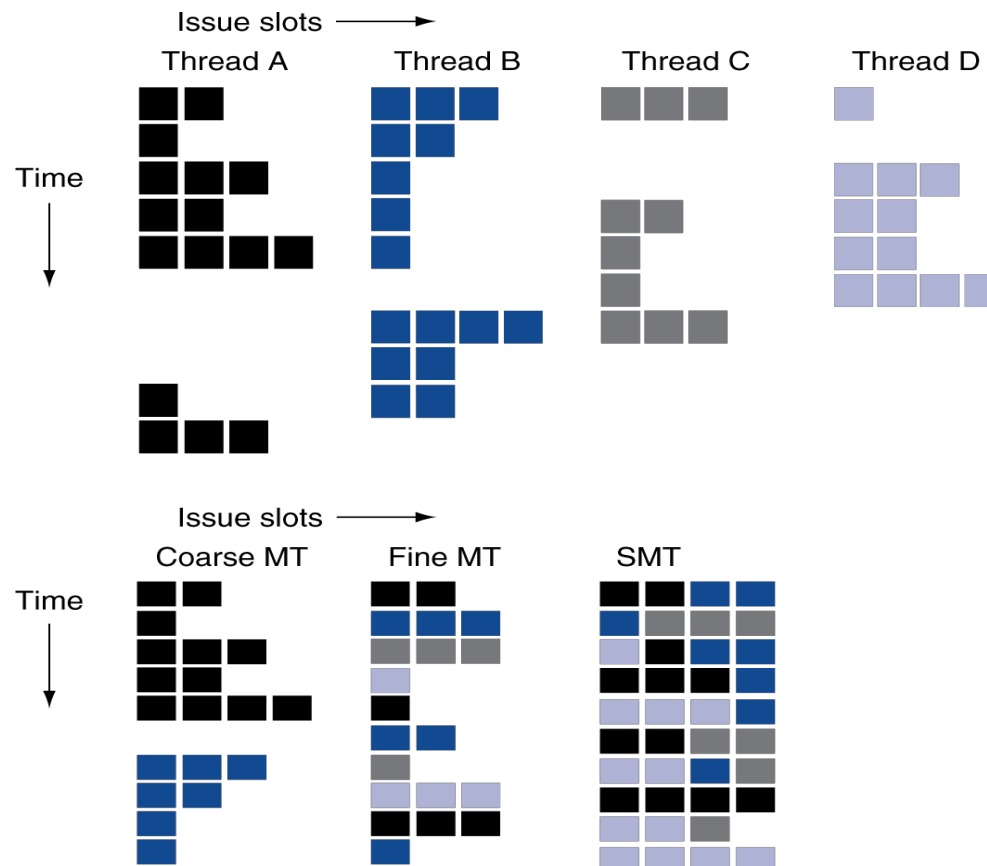 Issue slots
Thread A Thread B Thread C Thread D
Time
Issue slots
Coarse MT Fine MT SMT
Time